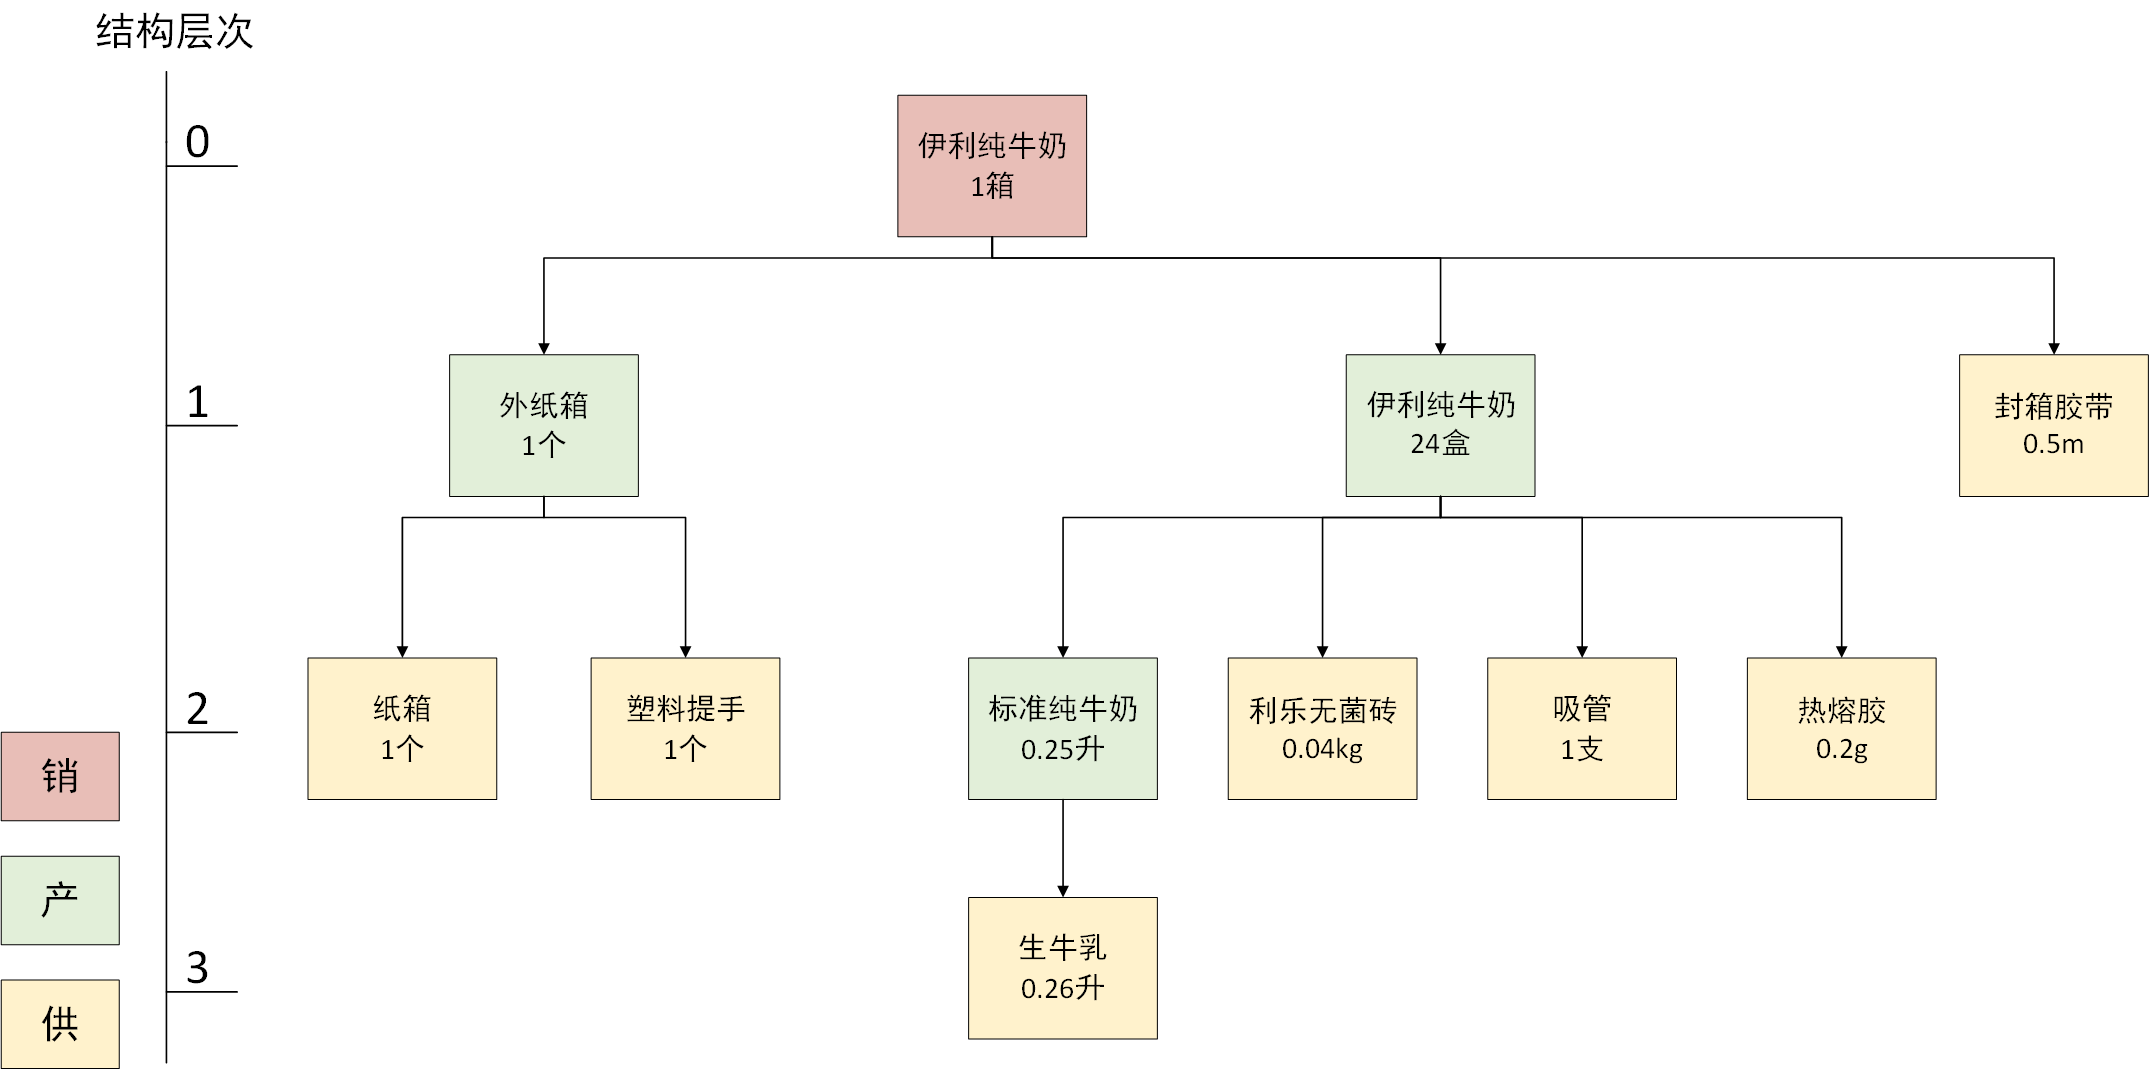 结构层次
0
伊利纯牛奶
1箱
1
外纸箱
1个
伊利纯牛奶
24盒
封箱胶带
0.5m
2
纸箱
1个
塑料提手
1个
标准纯牛奶
0.25升
利乐无菌砖
0.04kg
吸管
1支
热熔胶
0.2g
销
产
3
生牛乳
0.26升
供